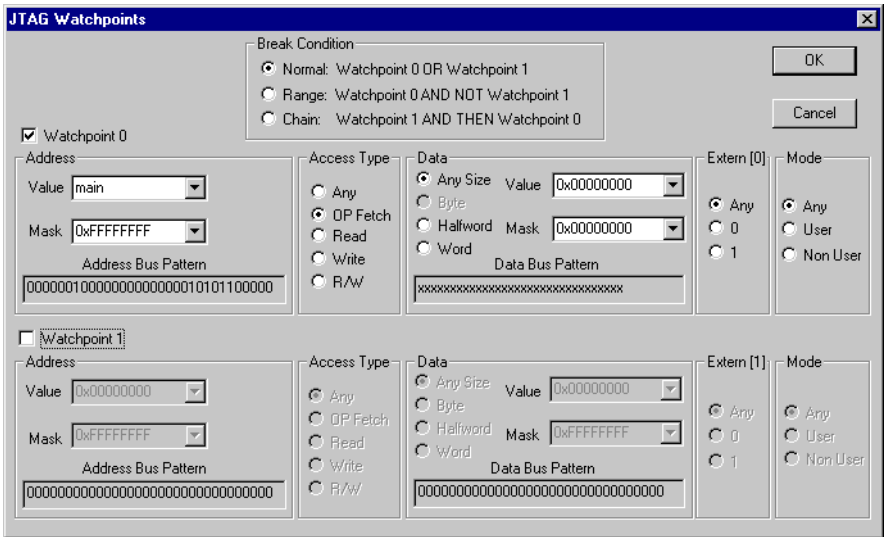 JTAG Watchpoints
Break Condition
Normal: Watchpoint 0 OR Watchpoint 1
Range: Watchpoint 0 AND NOT Watchpoint 1
Chain: Watchpoint 1 AND THEN Watchpoint 0
OK
Cancel
Watchpoint 0
Address
Value main
Mask 0xFFFFFFFF
Address Bus Pattern
00000010000000000000010101100000
Access Type
Any
OP Fetch
Read
Write
R/W
Data
Any Size
Byte
Halfword
Word
Value 0x00000000
Mask 0x00000000
Data Bus Pattern
xxxxxxxxxxxxxxxxxxxxxxxxxxxxxxxx
Extern [0]
Any
0
1
Mode
Any
User
Non User
Watchpoint 1
Address
Value 0x00000000
Mask 0xFFFFFFFF
Address Bus Pattern
00000000000000000000000000000000
Access Type
Any
OP Fetch
Read
Write
R/W
Data
Any Size
Byte
Halfword
Word
Value 0x00000000
Mask 0xFFFFFFFF
Data Bus Pattern
00000000000000000000000000000000
Extern [1]
Any
0
1
Mode
Any
User
Non User